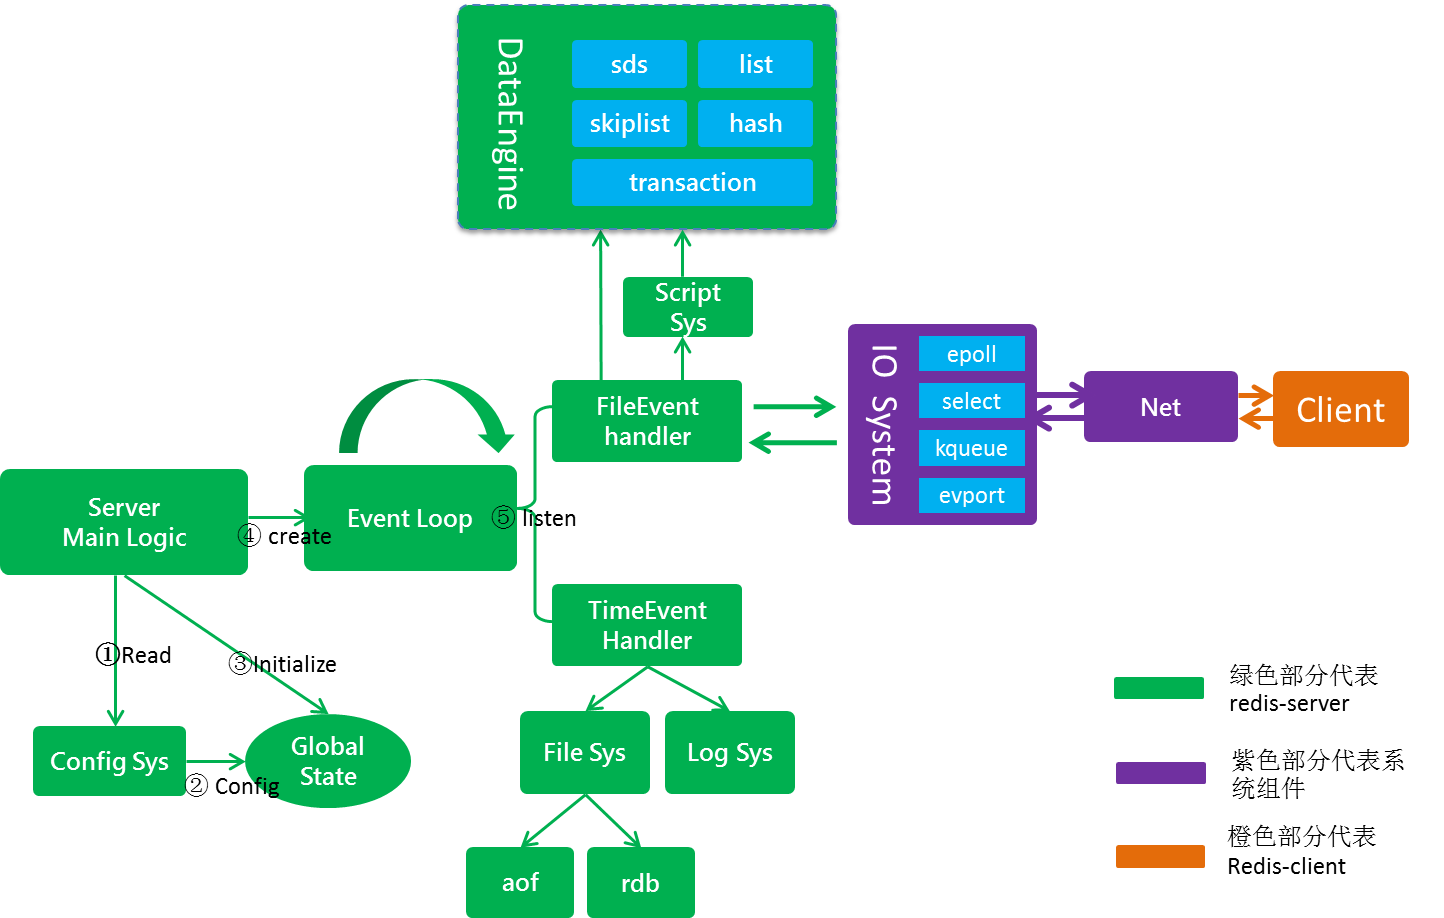 DataEngine
sds
list
skiplist
hash
transaction
Script
Sys
FileEvent
handler
IO System
epoll
select
kqueue
evport
Net
Client
Server
Main Logic
④ create
Event Loop
⑤ listen
TimeEvent
Handler
①Read
③Initialize
Config Sys
② Config
Global
State
File Sys
Log Sys
aof
rdb
绿色部分代表
redis-server
紫色部分代表系
统组件
橙色部分代表
Redis-client